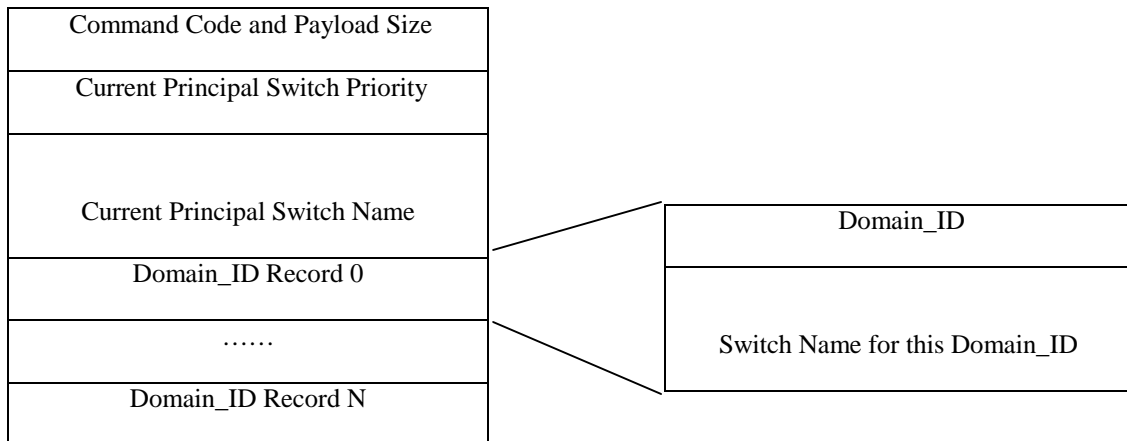 Command Code and Payload Size
Current Principal Switch Priority
Current Principal Switch Name
Domain_ID Record 0
……
Domain_ID Record N
Domain_ID
Switch Name for this Domain_ID